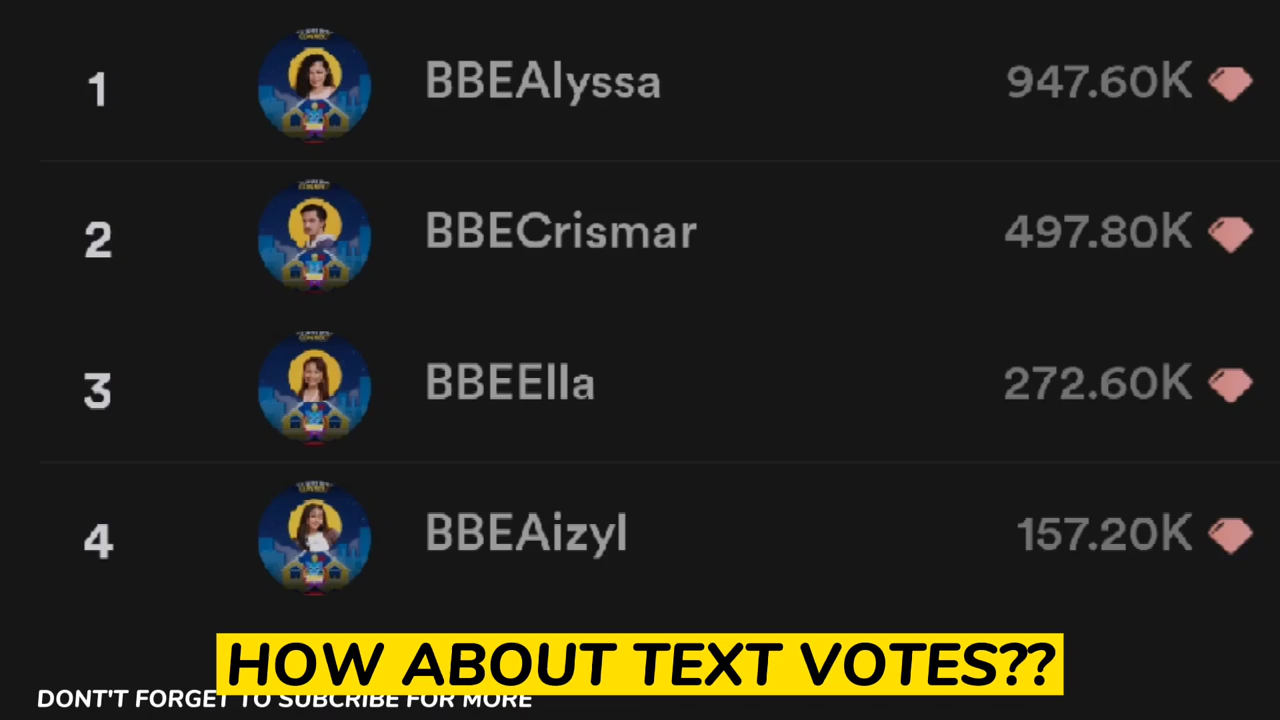 1 BBEAlyssa 947.60K
2 BBECrismar 497.80K
3 BBEElla 272.60K
4 BBEAizyl 157.20K
HOW ABOUT TEXT VOTES??
DONT'T FORGET TO SUBCRIBE FOR MORE